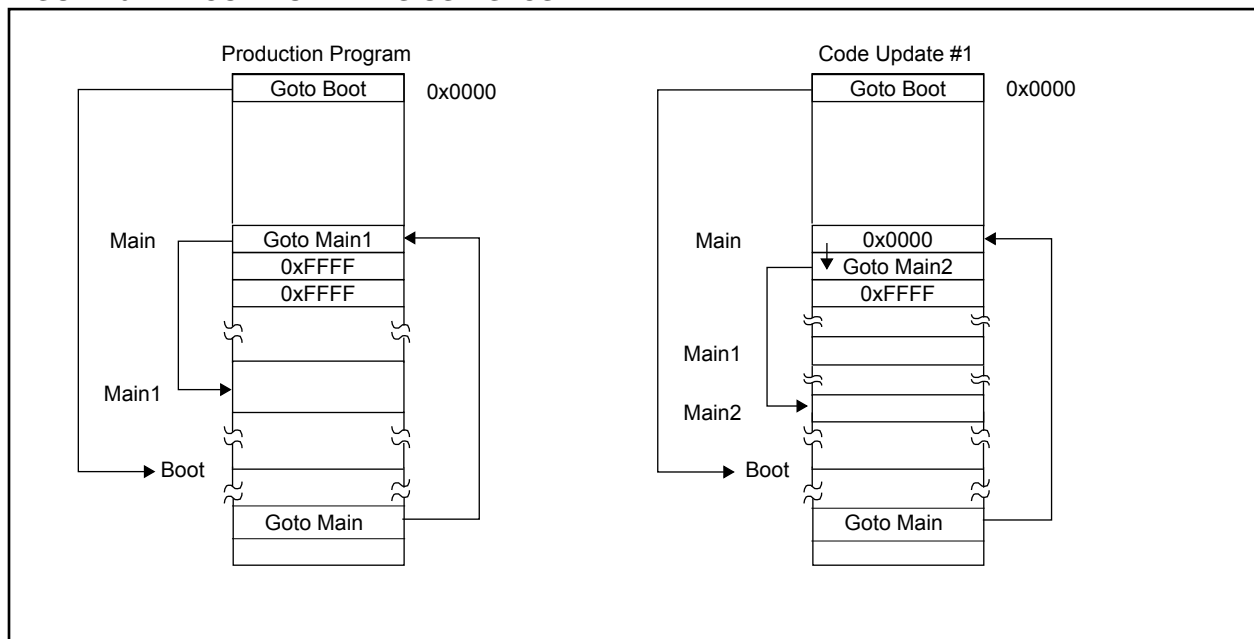 Production Program
Goto Boot 0x0000
Main Goto Main1
0xFFFF
0xFFFF
Main1
Boot
Goto Main
Code Update #1
Goto Boot 0x0000
Main 0x0000
Goto Main2
0xFFFF
Main1
Main2
Boot
Goto Main